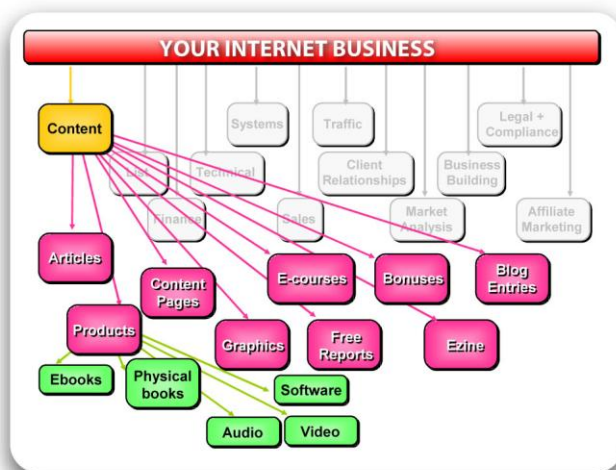 YOUR INTERNET BUSINESS
Content
Systems
Traffic
Legal +
Compliance
List
Technical
Client
Relationships
Business
Building
Finance
Sales
Market
Analysis
Affiliate
Marketing
Articles
Content
Pages
E-courses
Bonuses
Blog
Entries
Products
Graphics
Free
Reports
Ezine
Ebooks
Physical
books
Software
Audio
Video